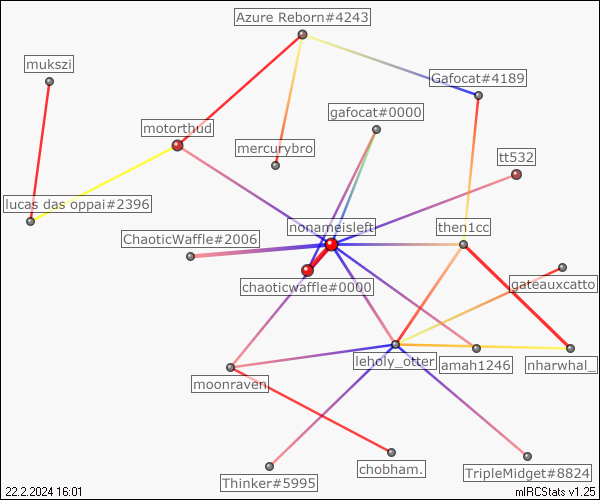 Azure Reborn#4243
mukszi
Gafocat#4189
gafocat#0000
motortbud
mercurybro
tt532
lucas das oppai#2396
nonameisleft
then1cc
ChaoticWaffle#2006
chaoticwaffle#0000
gateauxcatto
leholy_otter
amah1246
nharwhal_
moonraven
chobham.
Thinker#5995
TripleMidget#8824
22.2.2024 16:01
mIRCStats v1.25